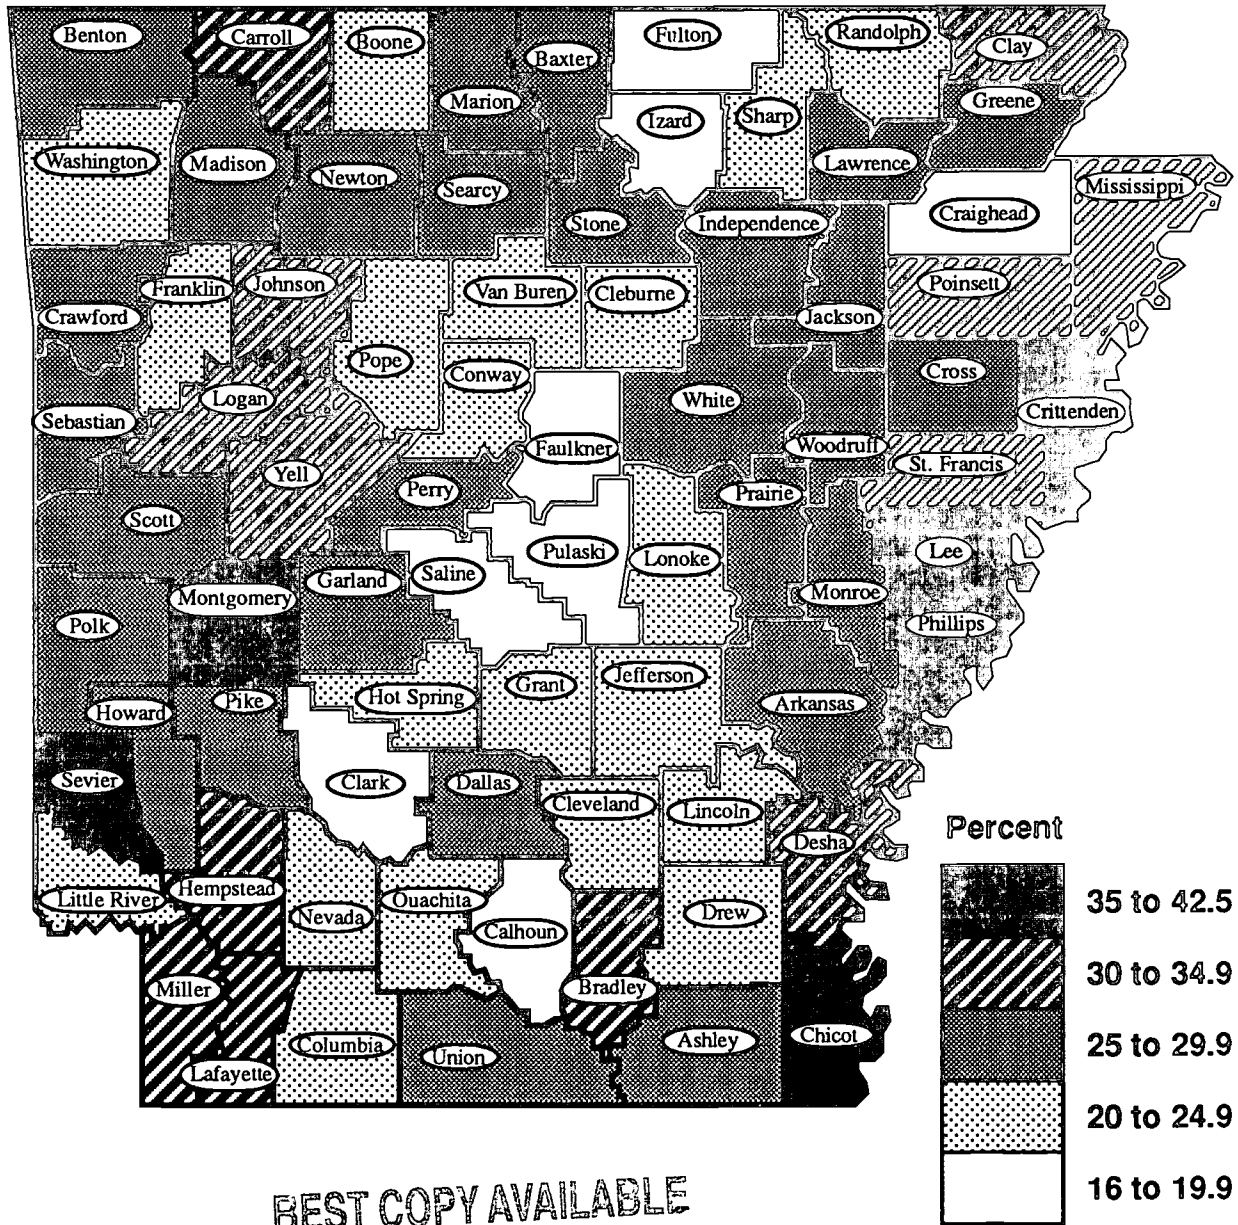 Benton
Carroll
Boone
Fulton
Randolph
Clay
Baxter
Marion
Greene
Izard
Sharp
Washington
Madison
Newton
Searcy
Lawrence
Mississippi
Craighead
Stone
Independence
Franklin
Johnson
Van Buren
Cleburne
Poinsett
Crawford
Jackson
Pope
Conway
Cross
Logan
White
Crittenden
Sebastian
Faulkner
Woodruff
Yell
St. Francis
Perry
Prairie
Scott
Pulaski
Lonoke
Lee
Saline
Garland
Montgomery
Monroe
Polk
Phillips
Jefferson
Grant
Hot Spring
Pike
Howard
Arkansas
Sevier
Clark
Dallas
Cleveland
Lincoln
Desha
Hempstead
Little River
Ouachita
Nevada
Drew
Calhoun
Miller
Bradley
Chicot
Ashley
Columbia
Union
Lafayette
Percent
35 to 42.5
30 to 34.9
25 to 29.9
20 to 24.9
16 to 19.9
BEST COPY AVAILABLE